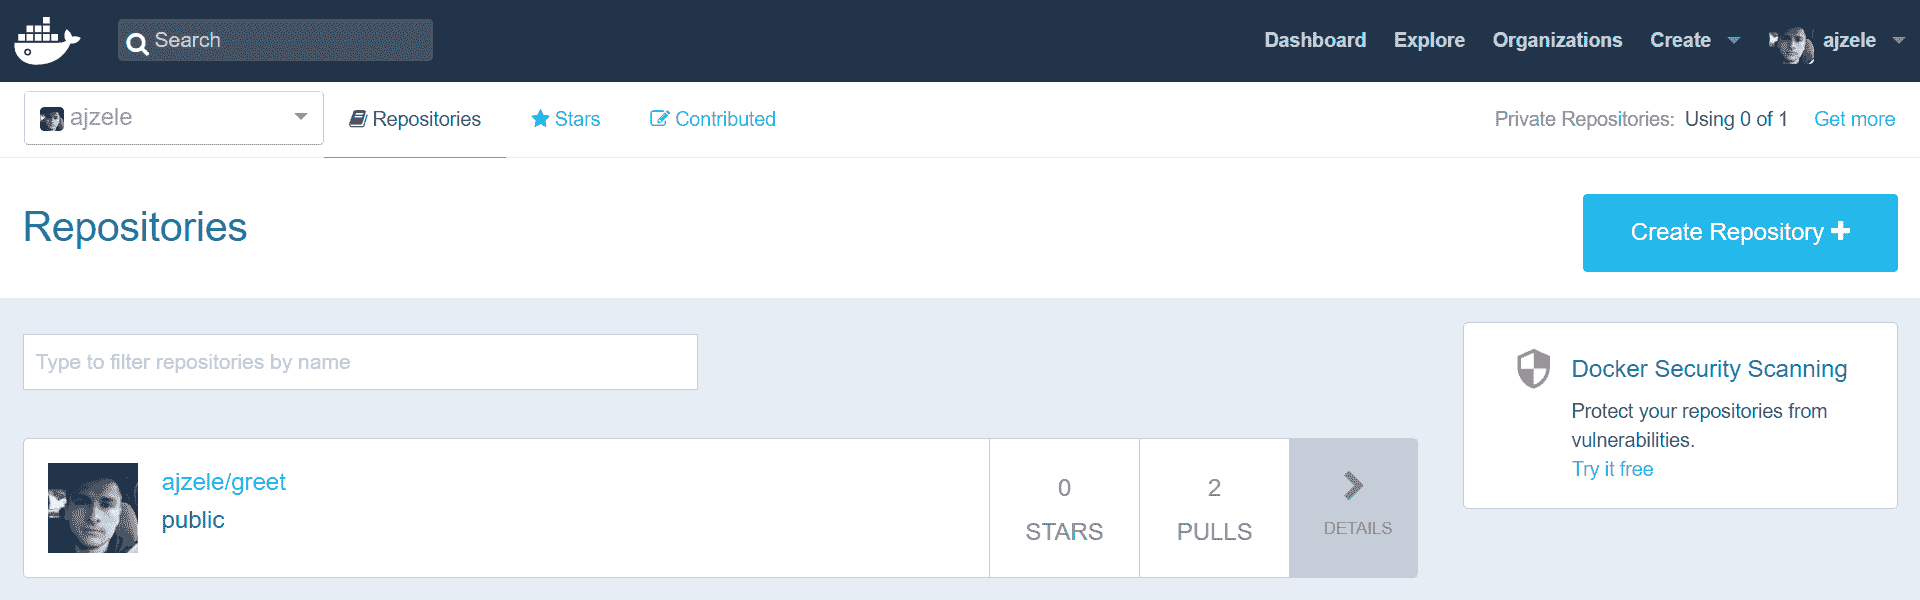 Search
Dashboard Explore Organizations Create ajzele
ajzele Repositories Stars Contributed Private Repositories: Using 0 of 1 Get more
Repositories
Create Repository
Type to filter repositories by name
Docker Security Scanning
Protect your repositories from
vulnerabilities.
Try it free
ajzele/greet
public
0
STARS
2
PULLS
DETAILS